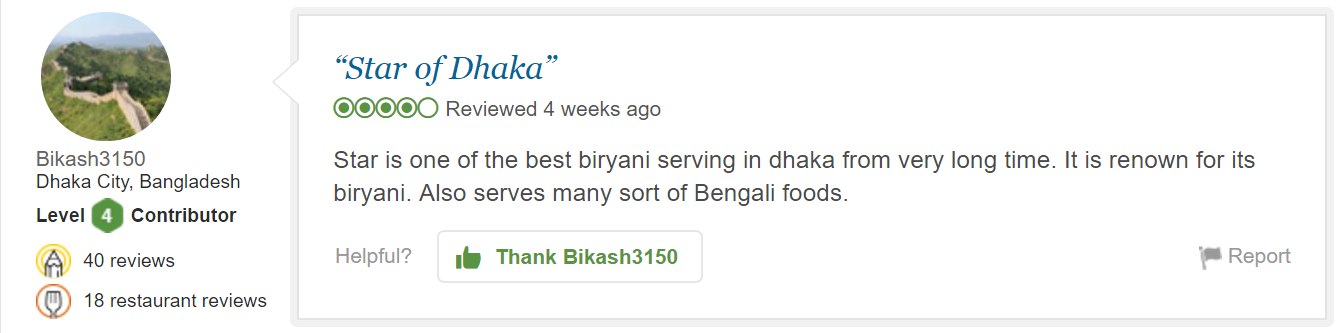 Bikash3150
Dhaka City, Bangladesh
Level 4 Contributor
40 reviews
18 restaurant reviews
“Star of Dhaka”
Reviewed 4 weeks ago
Star is one of the best biryani serving in dhaka from very long time. It is renown for its
biryani. Also serves many sort of Bengali foods.
Helpful?
Thank Bikash3150
Report